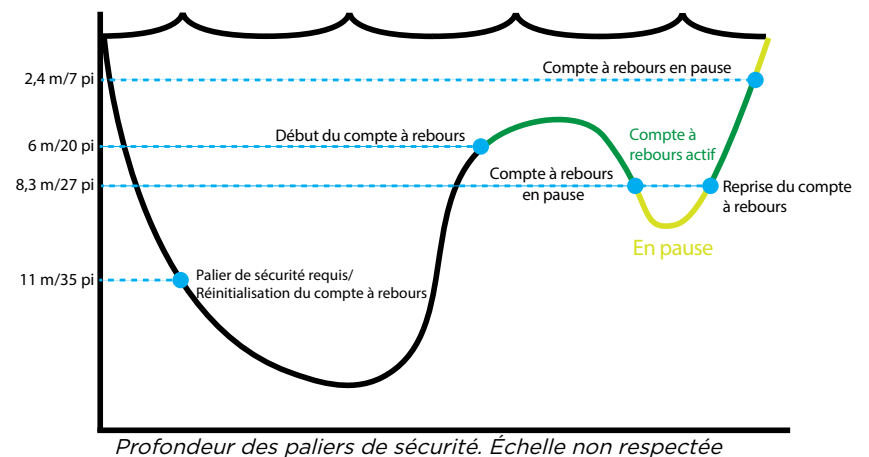 Compte à rebours en pause
2,4 m/7 pi
Début du compte à rebours
Compte à
rebours actif
6 m/20 pi
Compte à rebours
en pause
8,3 m/27 pi
Reprise du compte
à rebours
En pause
11 m/35 pi
Palier de sécurité requis/
Réinitialisation du compte à rebours
Profondeur des paliers de sécurité. Échelle non respectée